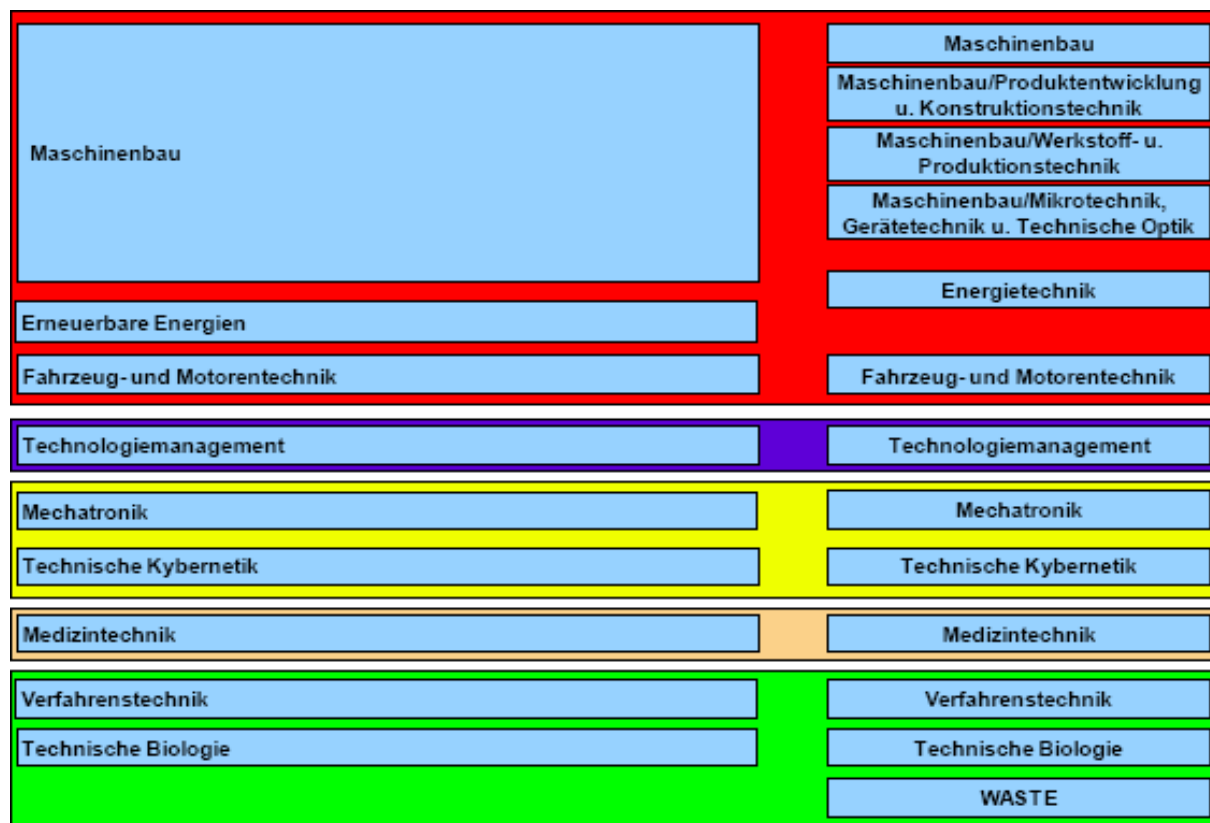 Maschinenbau
Maschinenbau
Maschinenbau/Produktentwicklung
u. Konstruktionstechnik
Maschinenbau/Werkstoff- u.
Produktionstechnik
Maschinenbau/Mikrotechnik,
Gerätetechnik u. Technische Optik
Energietechnik
Erneuerbare Energien
Fahrzeug- und Motorentechnik
Fahrzeug- und Motorentechnik
Technologiemanagement
Technologiemanagement
Mechatronik
Mechatronik
Technische Kybernetik
Technische Kybernetik
Medizintechnik
Medizintechnik
Verfahrenstechnik
Verfahrenstechnik
Technische Biologie
Technische Biologie
WASTE